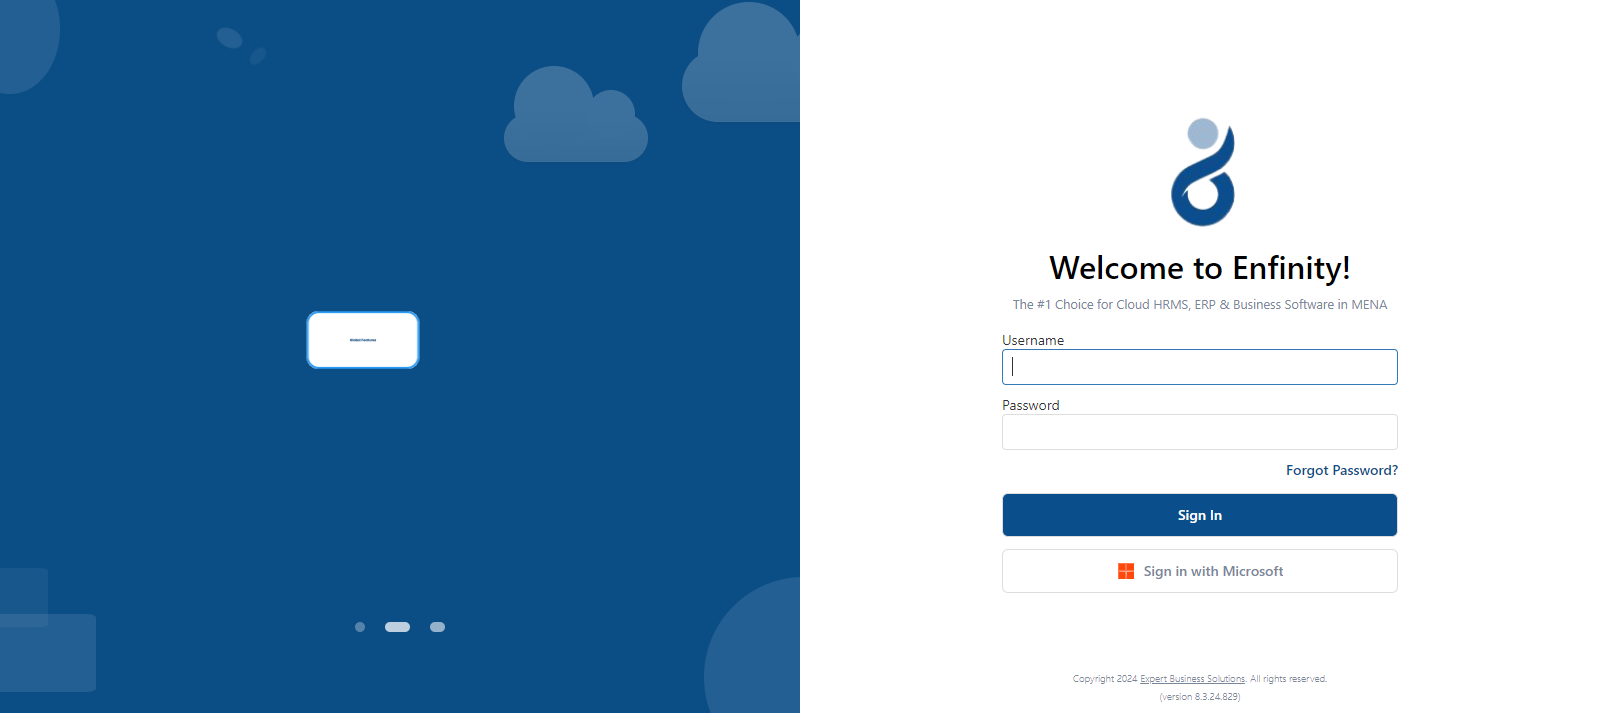 Welcome to Enfinity!
The #1 Choice for Cloud HRMS, ERP & Business Software in MENA
Username
Password
Forgot Password?
Sign In
Sign in with Microsoft
Copyright 2024 Expert Business Solutions. All rights reserved.
(version 8.3.24.829)